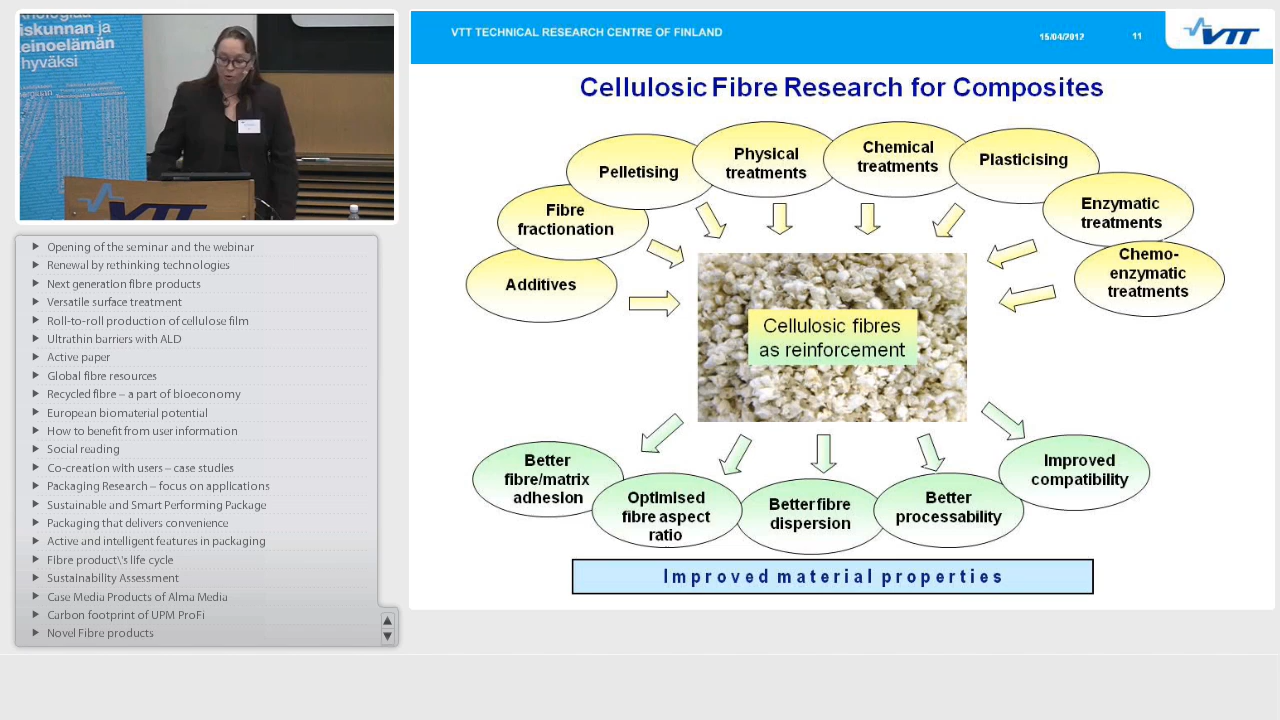 nologiaa
iskunnan ja
einoelämän
hyväksi
VTT
Opening of the seminar and the webinar
Renewal by rethinking technologies
Next generation fibre products
Versatile surface treatment
Roll-to-roll production of cellulose film
Ultrathin barriers with ALD
Active paper
Global fibre resources
Recycled fibre – a part of bioeconomy
European biomaterial potential
How to benefit from user information
Social reading
Co-creation with users – case studies
Packaging Research – focus on applications
Sustainable and Smart Performing Package
Packaging that delivers convenience
Active and intelligent features in packaging
Fibre product\'s life cycle
Sustainability Assessment
Case Media Products of Alma Media
Carbon footprint of UPM ProFi
Novel Fibre products
VTT TECHNICAL RESEARCH CENTRE OF FINLAND
15/04/2012
11
VTT
Cellulosic Fibre Research for Composites
Additives
Fibre
fractionation
Pelletising
Physical
treatments
Chemical
treatments
Plasticising
Enzymatic
treatments
Chemo-
enzymatic
treatments
Cellulosic fibres
as reinforcement
Better
fibre/matrix
adhesion
Optimised
fibre aspect
ratio
Better fibre
dispersion
Better
processability
Improved
compatibility
Improved material properties